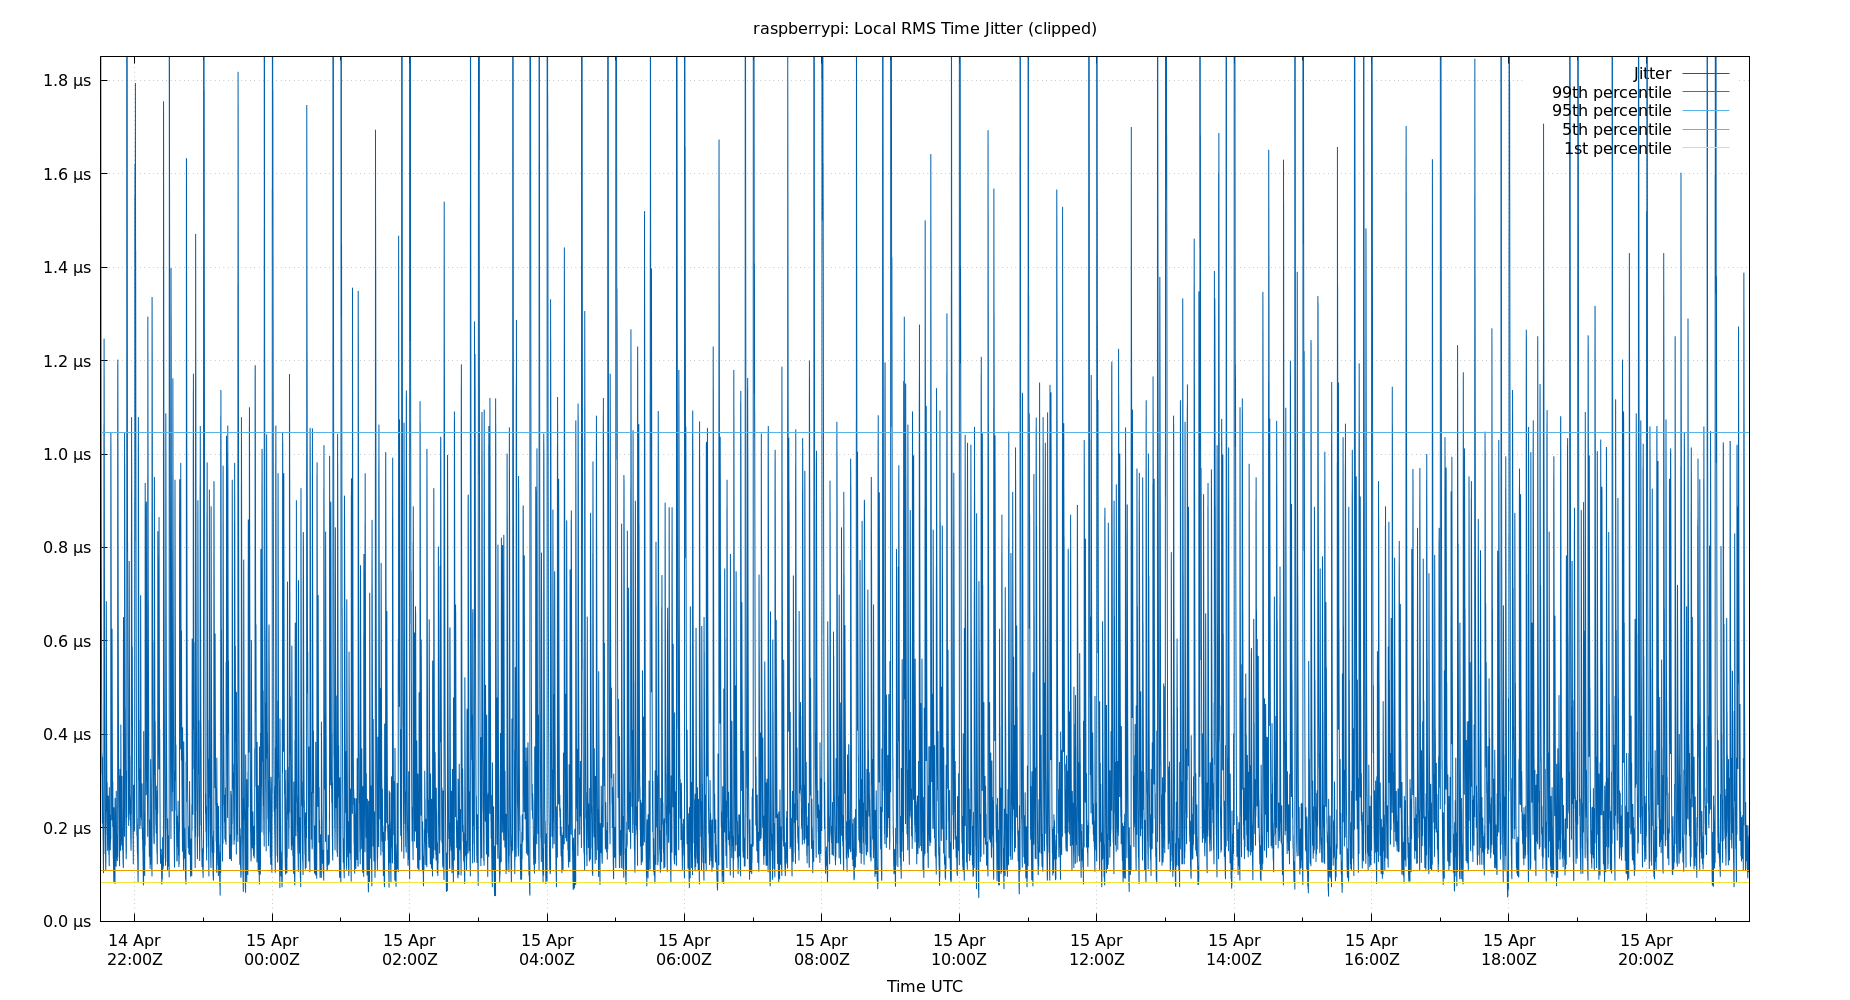 raspberrypi: Local RMS Time Jitter (clipped)
1.8 µs
1.6 µs
1.4 µs
1.2 µs
1.0 µs
0.8 µs
0.6 µs
0.4 µs
0.2 µs
0.0 µs
Jitter
99th percentile
95th percentile
5th percentile
1st percentile
14 Apr 15 Apr 15 Apr 15 Apr 15 Apr 15 Apr 15 Apr 15 Apr 15 Apr 15 Apr 15 Apr 15 Apr
22:00Z 00:00Z 02:00Z 04:00Z 06:00Z 08:00Z 10:00Z 12:00Z 14:00Z 16:00Z 18:00Z 20:00Z
Time UTC